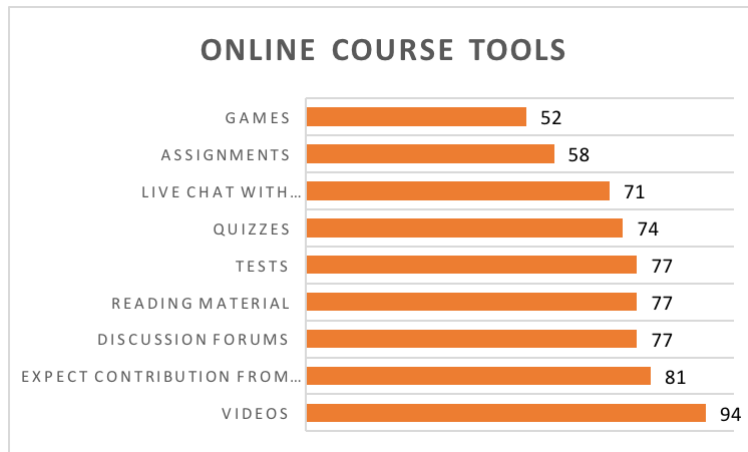 ONLINE COURSE TOOLS
GAMES 52
ASSIGNMENTS 58
LIVE CHAT WITH… 71
QUIZZES 74
TESTS 77
READING MATERIAL 77
DISCUSSION FORUMS 77
EXPECT CONTRIBUTION FROM… 81
VIDEOS 94